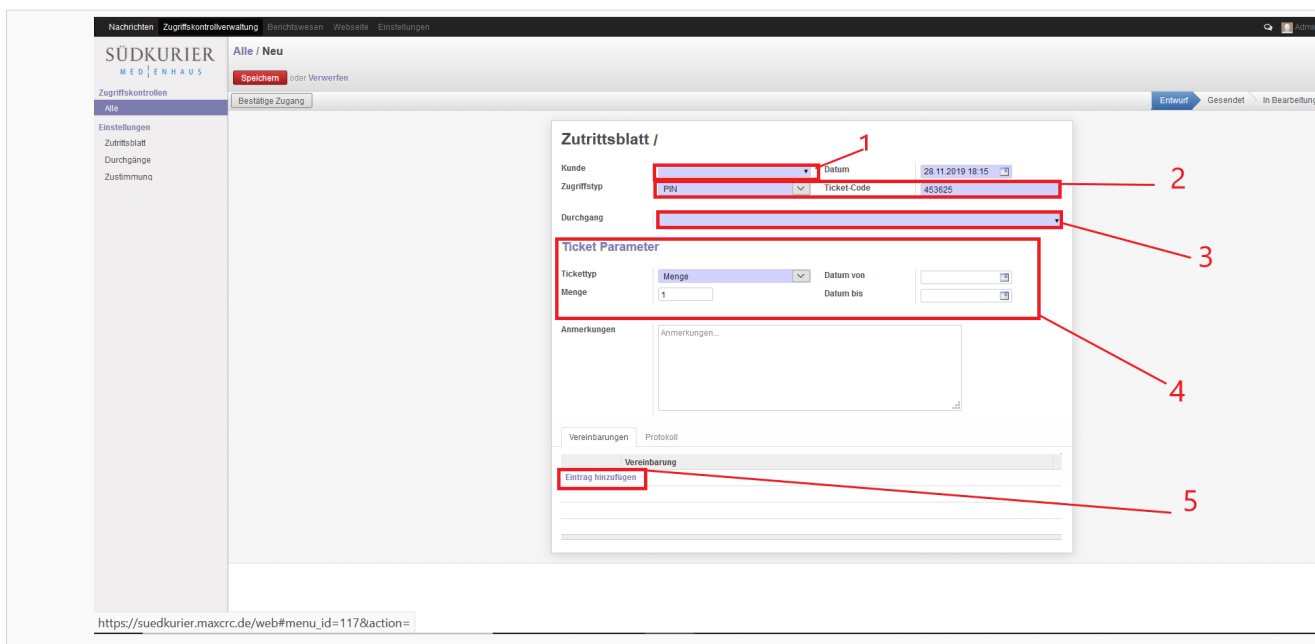 Nachrichten Zugriffskontrollverwaltung Berichtswesen Webseite Einstellungen Admi
SÜDKURIER
MEDIENHAUS
Alle / Neu
Speichern oder Verwerfen
Zugriffskontrollen
Alle
Bestätige Zugang
Entwurf Gesendet In Bearbeitung
Einstellungen
Zutrittsblatt
Durchgänge
Zustimmung
Zutrittsblatt /
1
Kunde Datum 28.11.2019 18:15
Zugriffstyp PIN Ticket-Code 453625
2
Durchgang
3
Ticket Parameter
Tickettyp Menge Datum von
Menge 1 Datum bis
4
Anmerkungen Anmerkungen...
Vereinbarungen Protokoll
Vereinbarung
Eintrag hinzufügen
5
https://suedkurier.maxcrc.de/web#menu_id=117&action=